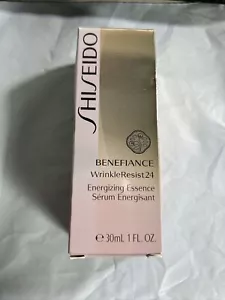 SHISEIDO
BENEFIANCE
WrinkleResist24
Energizing Essence
Sérum Energisant
℮30mL 1 FL. OZ.